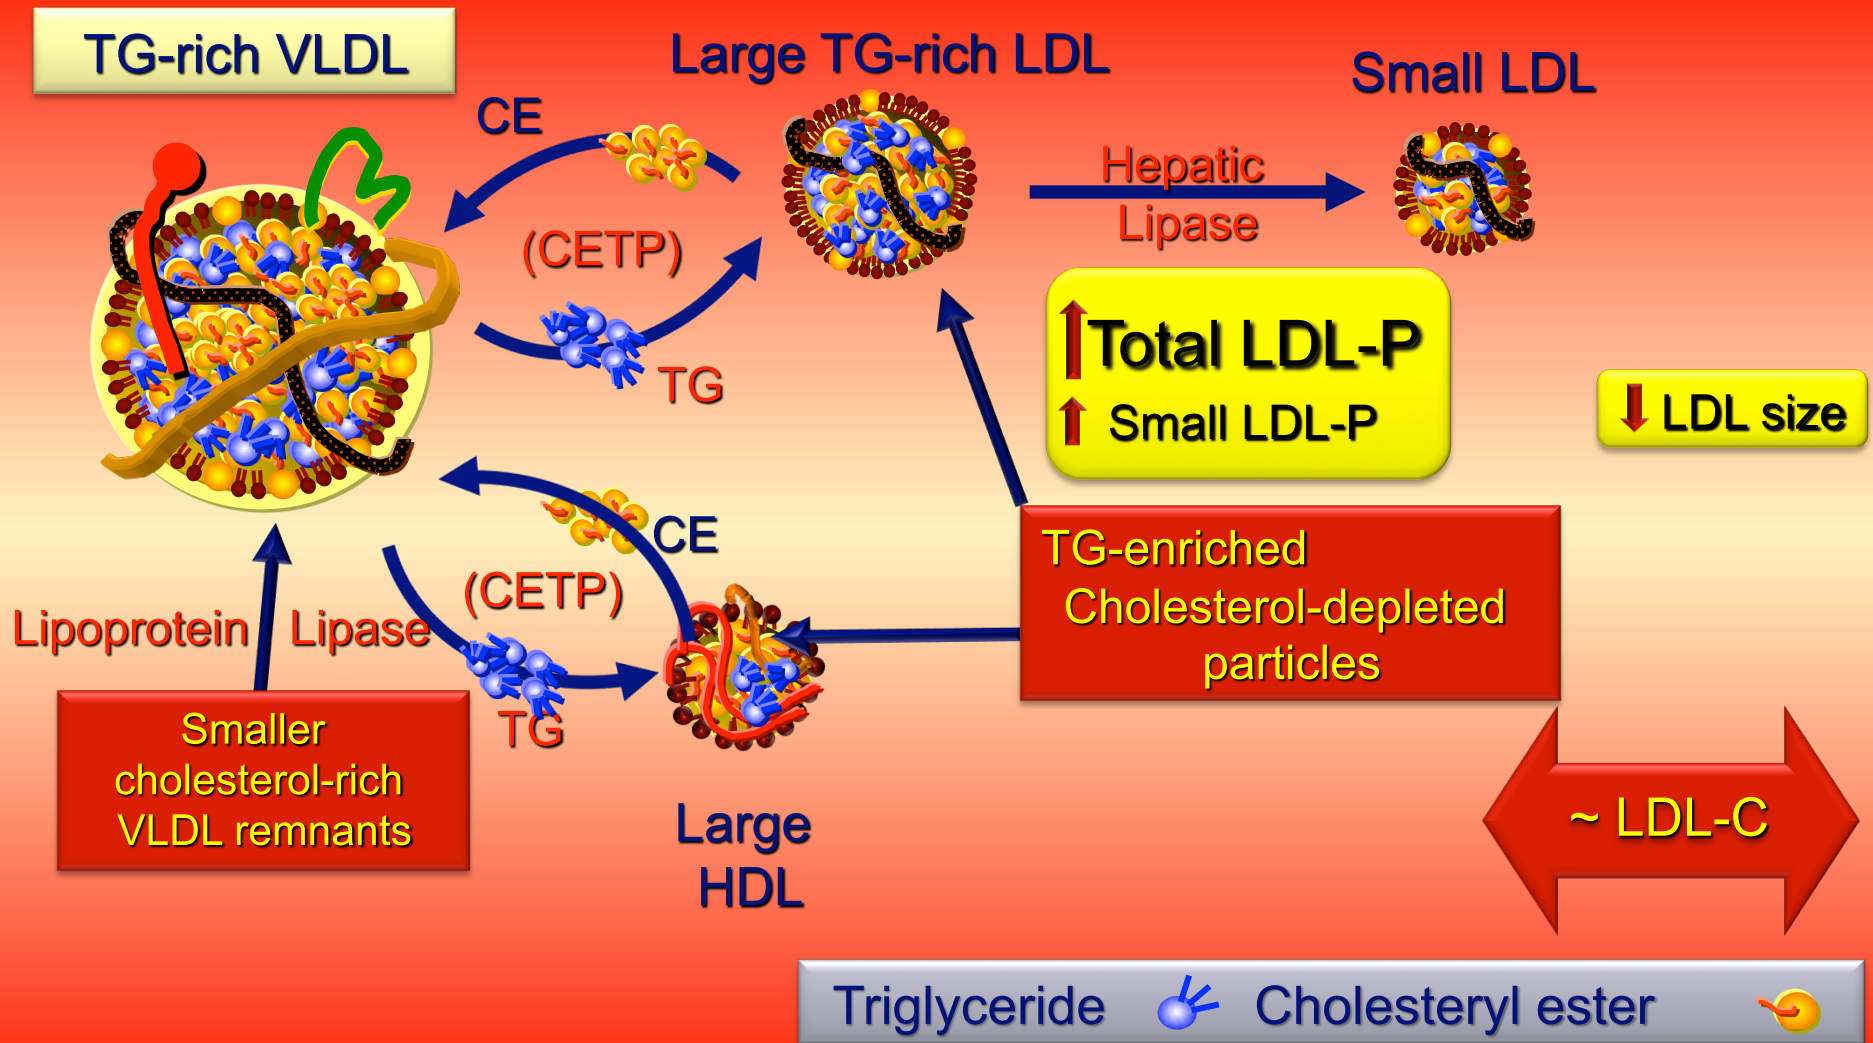 TG-rich VLDL
Large TG-rich LDL
Small LDL
CE
(CETP)
TG
Hepatic
Lipase
Total LDL-P
Small LDL-P
LDL size
CE
(CETP)
TG
Lipoprotein Lipase
TG-enriched
Cholesterol-depleted
particles
Smaller
cholesterol-rich
VLDL remnants
Large
HDL
~ LDL-C
Triglyceride Cholesteryl ester